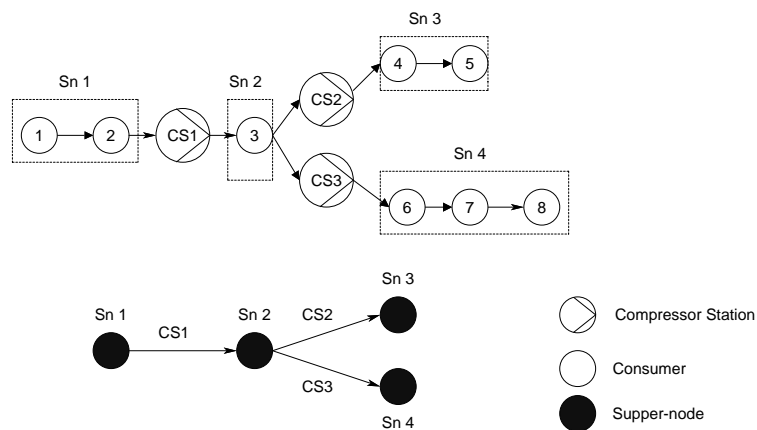 Sn 3
Sn 1
Sn 2
4
5
CS2
1
2
CS1
3
Sn 4
CS3
6
7
8
Sn 3
Sn 1
Sn 2
CS2
CS1
CS3
Sn 4
Compressor Station
Consumer
Supper-node